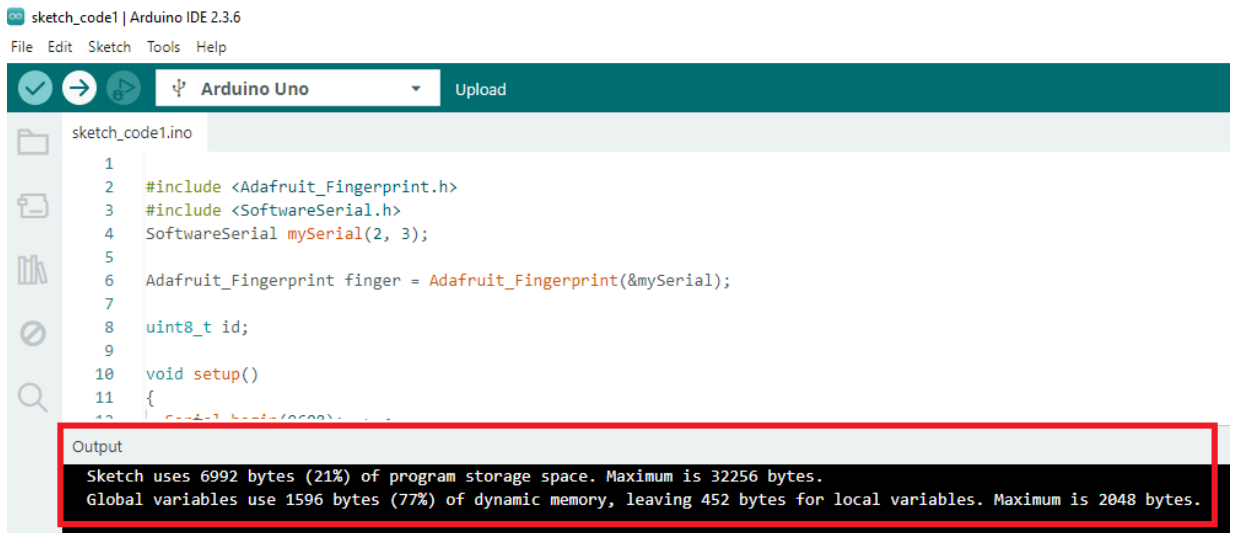 sketch_code1 | Arduino IDE 2.3.6
File Edit Sketch Tools Help
Arduino Uno
Upload
sketch_code1.ino
1
2 #include <Adafruit_Fingerprint.h>
3 #include <SoftwareSerial.h>
4 SoftwareSerial mySerial(2, 3);
5
6 Adafruit_Fingerprint finger = Adafruit_Fingerprint(&mySerial);
7
8 uint8_t id;
9
10 void setup()
11 {
Output
Sketch uses 6992 bytes (21%) of program storage space. Maximum is 32256 bytes.
Global variables use 1596 bytes (77%) of dynamic memory, leaving 452 bytes for local variables. Maximum is 2048 bytes.